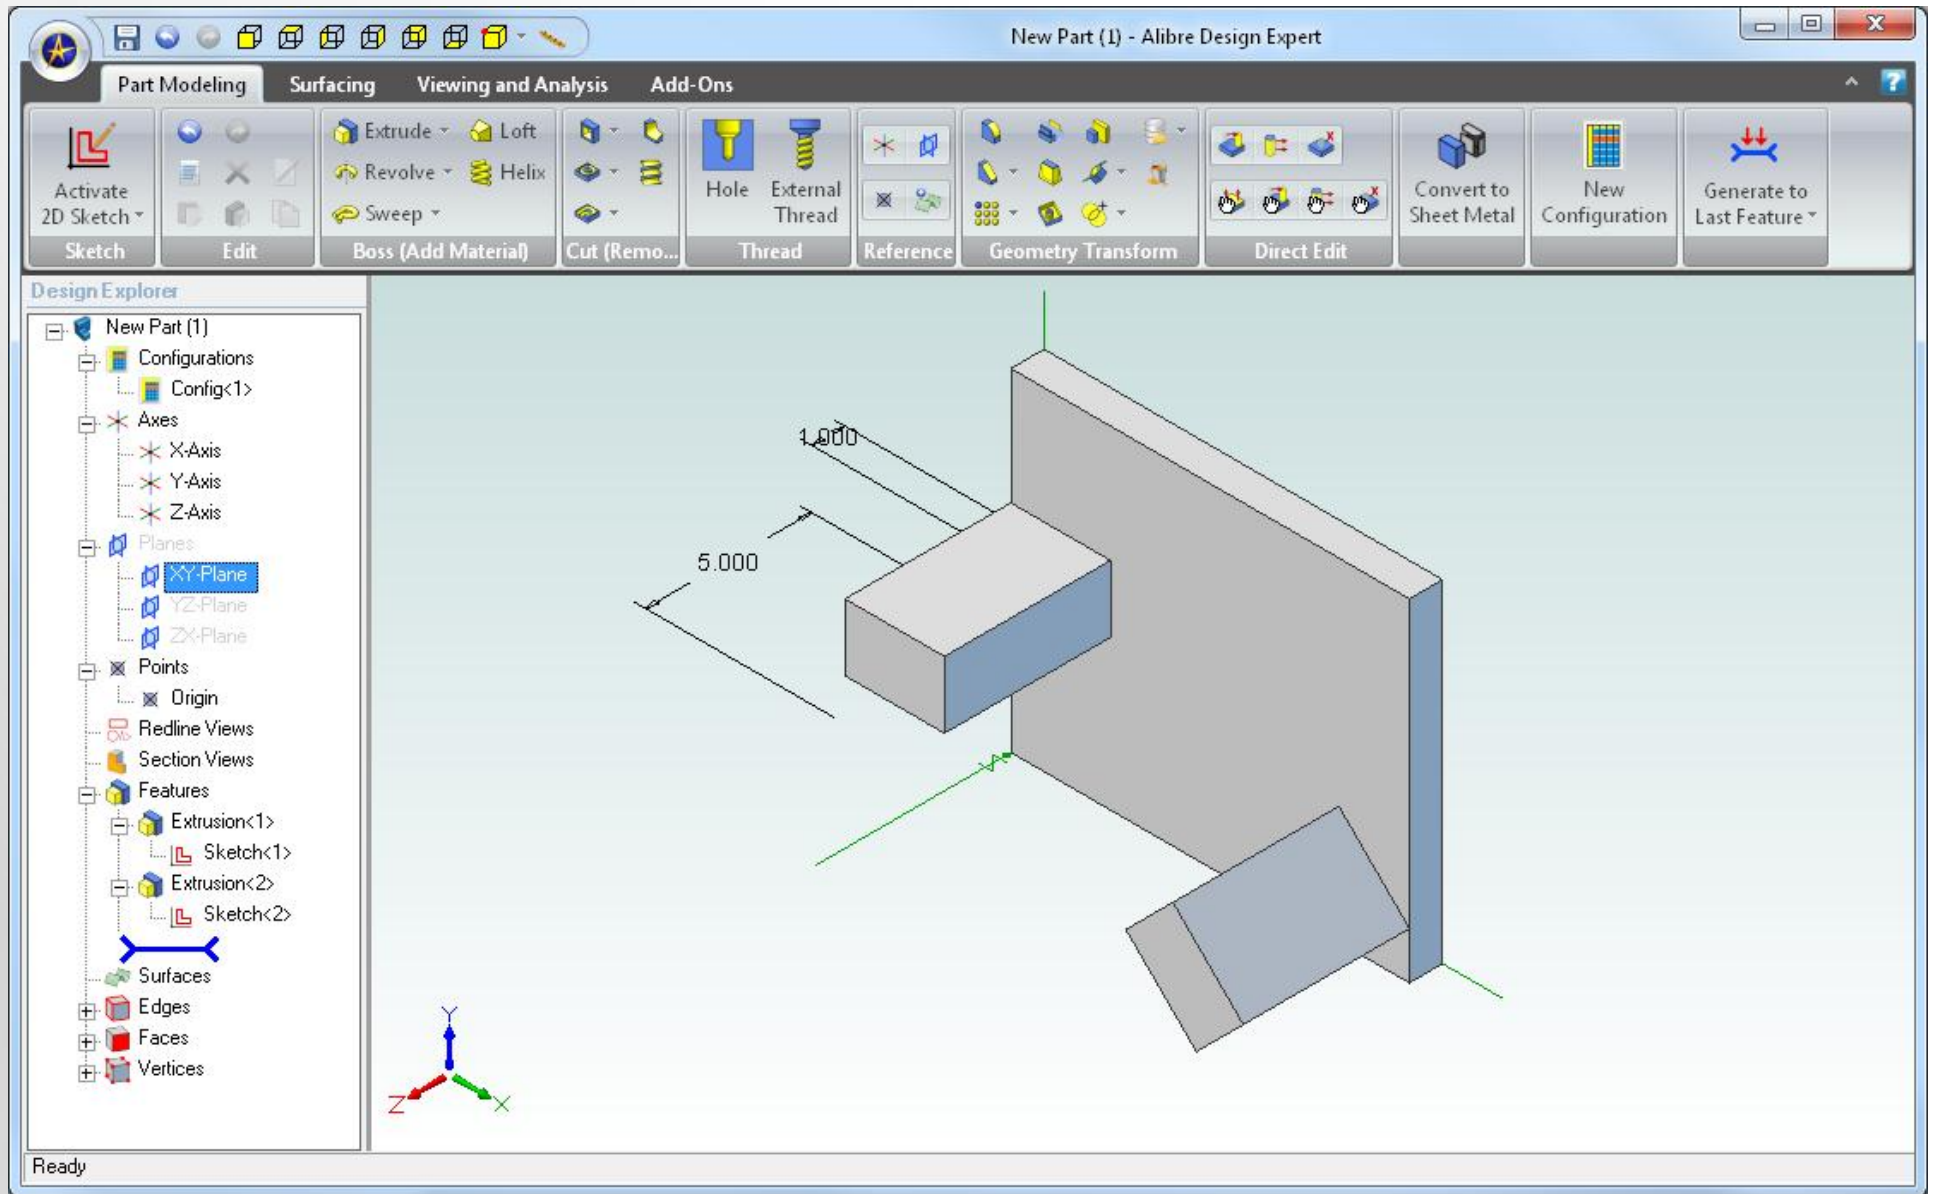 New Part (1) - Alibre Design Expert
Part Modeling Surfacing Viewing and Analysis Add-Ons
Activate
2D Sketch
Sketch
Edit
Extrude Loft
Revolve Helix
Sweep
Boss (Add Material)
Cut (Remo...
Hole
External
Thread
Thread
Reference
Geometry Transform
Direct Edit
Convert to
Sheet Metal
New
Configuration
Generate to
Last Feature
Design Explorer
New Part (1)
Configurations
Config<1>
Axes
X-Axis
Y-Axis
Z-Axis
Planes
XY-Plane
YZ-Plane
ZX-Plane
Points
Origin
Redline Views
Section Views
Features
Extrusion<1>
Sketch<1>
Extrusion<2>
Sketch<2>
Surfaces
Edges
Faces
Vertices
1.000
5.000
Y
Z
X
Ready